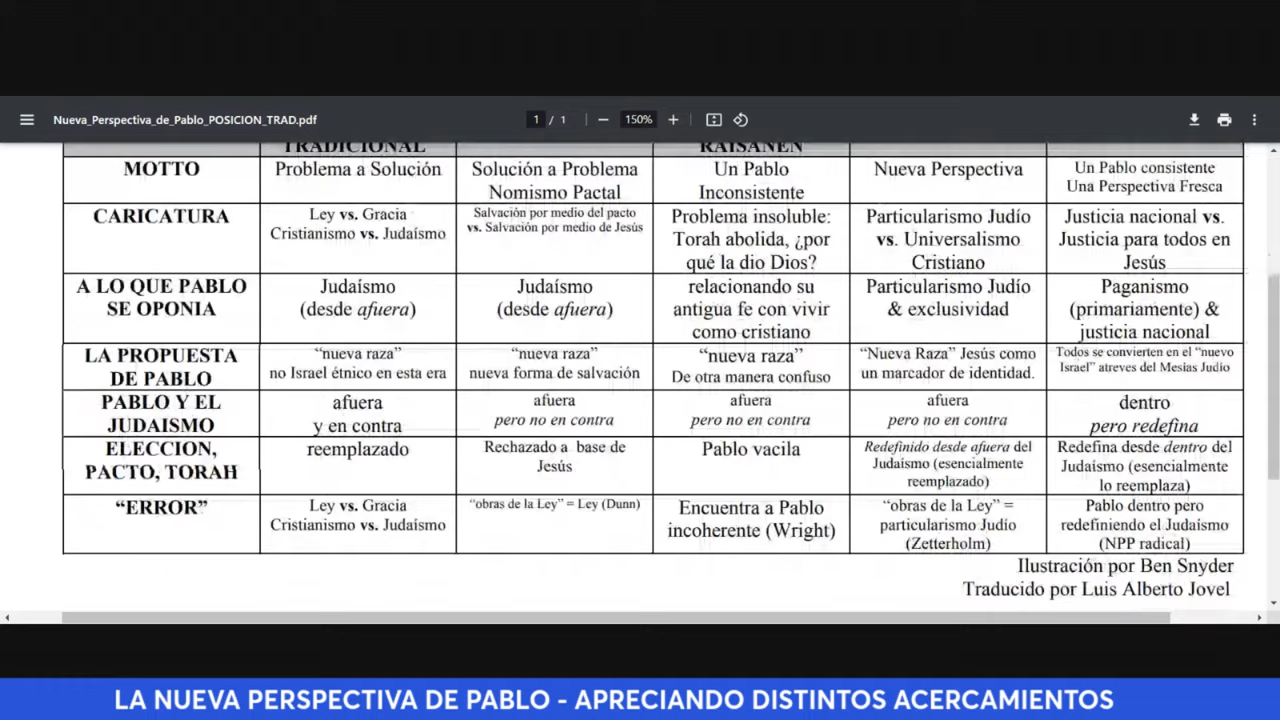 Nueva_Perspectiva_de_Pablo_POSICION_TRAD.pdf
1 / 1
150%
TRADICIONAL
RAISANEN
MOTTO
Problema a Solución
Solución a Problema
Nomismo Pactal
Un Pablo
Inconsistente
Nueva Perspectiva
Un Pablo consistente
Una Perspectiva Fresca
CARICATURA
Ley vs. Gracia
Cristianismo vs. Judaísmo
Salvación por medio del pacto
vs. Salvación por medio de Jesús
Problema insoluble:
Torah abolida, ¿por
qué la dio Dios?
Particularismo Judío
vs. Universalismo
Cristiano
Justicia nacional vs.
Justicia para todos en
Jesús
A LO QUE PABLO
SE OPONIA
Judaísmo
(desde afuera)
Judaísmo
(desde afuera)
relacionando su
antigua fe con vivir
como cristiano
Particularismo Judío
& exclusividad
Paganismo
(primariamente) &
justicia nacional
LA PROPUESTA
DE PABLO
“nueva raza”
no Israel étnico en esta era
“nueva raza”
nueva forma de salvación
“nueva raza”
De otra manera confuso
“Nueva Raza” Jesús como
un marcador de identidad.
Todos se convierten en el “nuevo
Israel” atreves del Mesías Judío
PABLO Y EL
JUDAISMO
afuera
y en contra
afuera
pero no en contra
afuera
pero no en contra
afuera
pero no en contra
dentro
pero redefina
ELECCION,
PACTO, TORAH
reemplazado
Rechazado a base de
Jesús
Pablo vacila
Redefinido desde afuera del
Judaísmo (esencialmente
reemplazado)
Redefina desde dentro del
Judaísmo (esencialmente
lo reemplaza)
“ERROR”
Ley vs. Gracia
Cristianismo vs. Judaísmo
“obras de la Ley” = Ley (Dunn)
Encuentra a Pablo
incoherente (Wright)
“obras de la Ley” =
particularismo Judío
(Zetterholm)
Pablo dentro pero
redefiniendo el Judaísmo
(NPP radical)
Ilustración por Ben Snyder
Traducido por Luis Alberto Jovel
LA NUEVA PERSPECTIVA DE PABLO - APRECIANDO DISTINTOS ACERCAMIENTOS